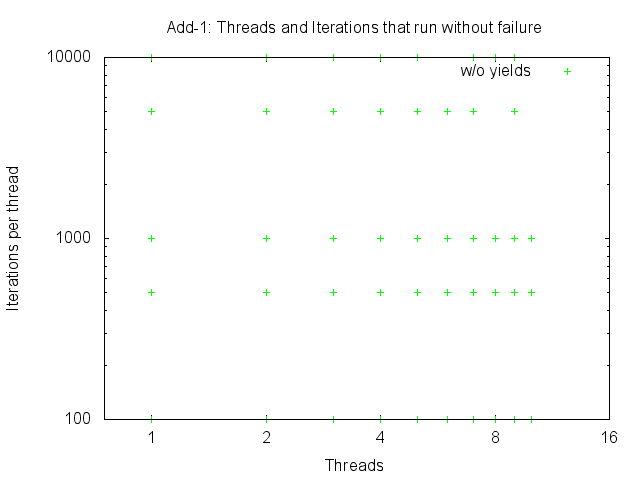 Add-1: Threads and Iterations that run without failure
10000
w/o yields
1000
Iterations per thread
100
1 2 4 8 16
Threads